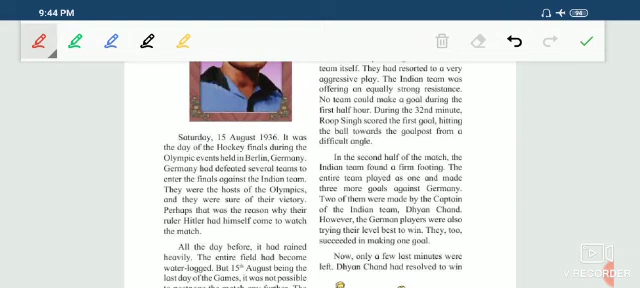 9:44 PM
94
Saturday, 15 August 1936. It was
the day of the Hockey finals during the
Olympic events held in Berlin, Germany.
Germany had defeated several teams to
enter the finals against the Indian team.
They were the hosts of the Olympics,
and they were sure of their victory.
Perhaps that was the reason why their
ruler Hitler had himself come to watch
the match.
All the day before, it had rained
heavily. The entire field had become
water-logged. But 15th August being the
last day of the Games, it was not possible
to postpone the match any further. The
team itself. They had resorted to a very
aggressive play. The Indian team was
offering an equally strong resistance.
No team could make a goal during the
first half hour. During the 32nd minute,
Roop Singh scored the first goal, hitting
the ball towards the goalpost from a
difficult angle.
In the second half of the match, the
Indian team found a firm footing. The
entire team played as one and made
three more goals against Germany.
Two of them were made by the Captain
of the Indian team, Dhyan Chand.
However, the German players were also
trying their level best to win. They, too,
succeeded in making one goal.
Now, only a few last minutes were
left. Dhyan Chand had resolved to win
V RECORDER